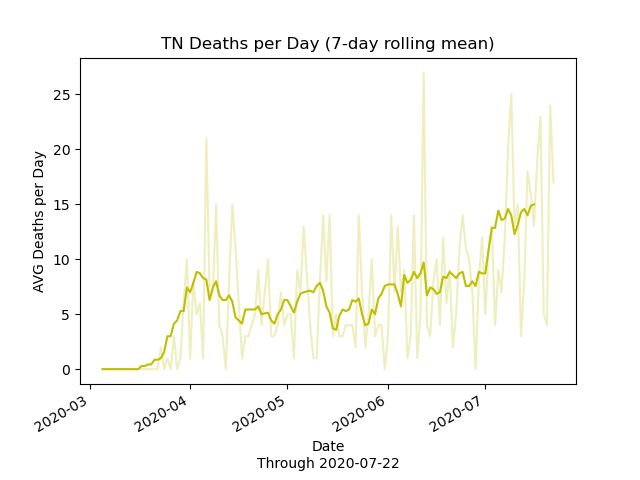 TN Deaths per Day (7-day rolling mean)
AVG Deaths per Day
25
20
15
10
5
0
2020-03
2020-04
2020-05
2020-06
2020-07
Date
Through 2020-07-22